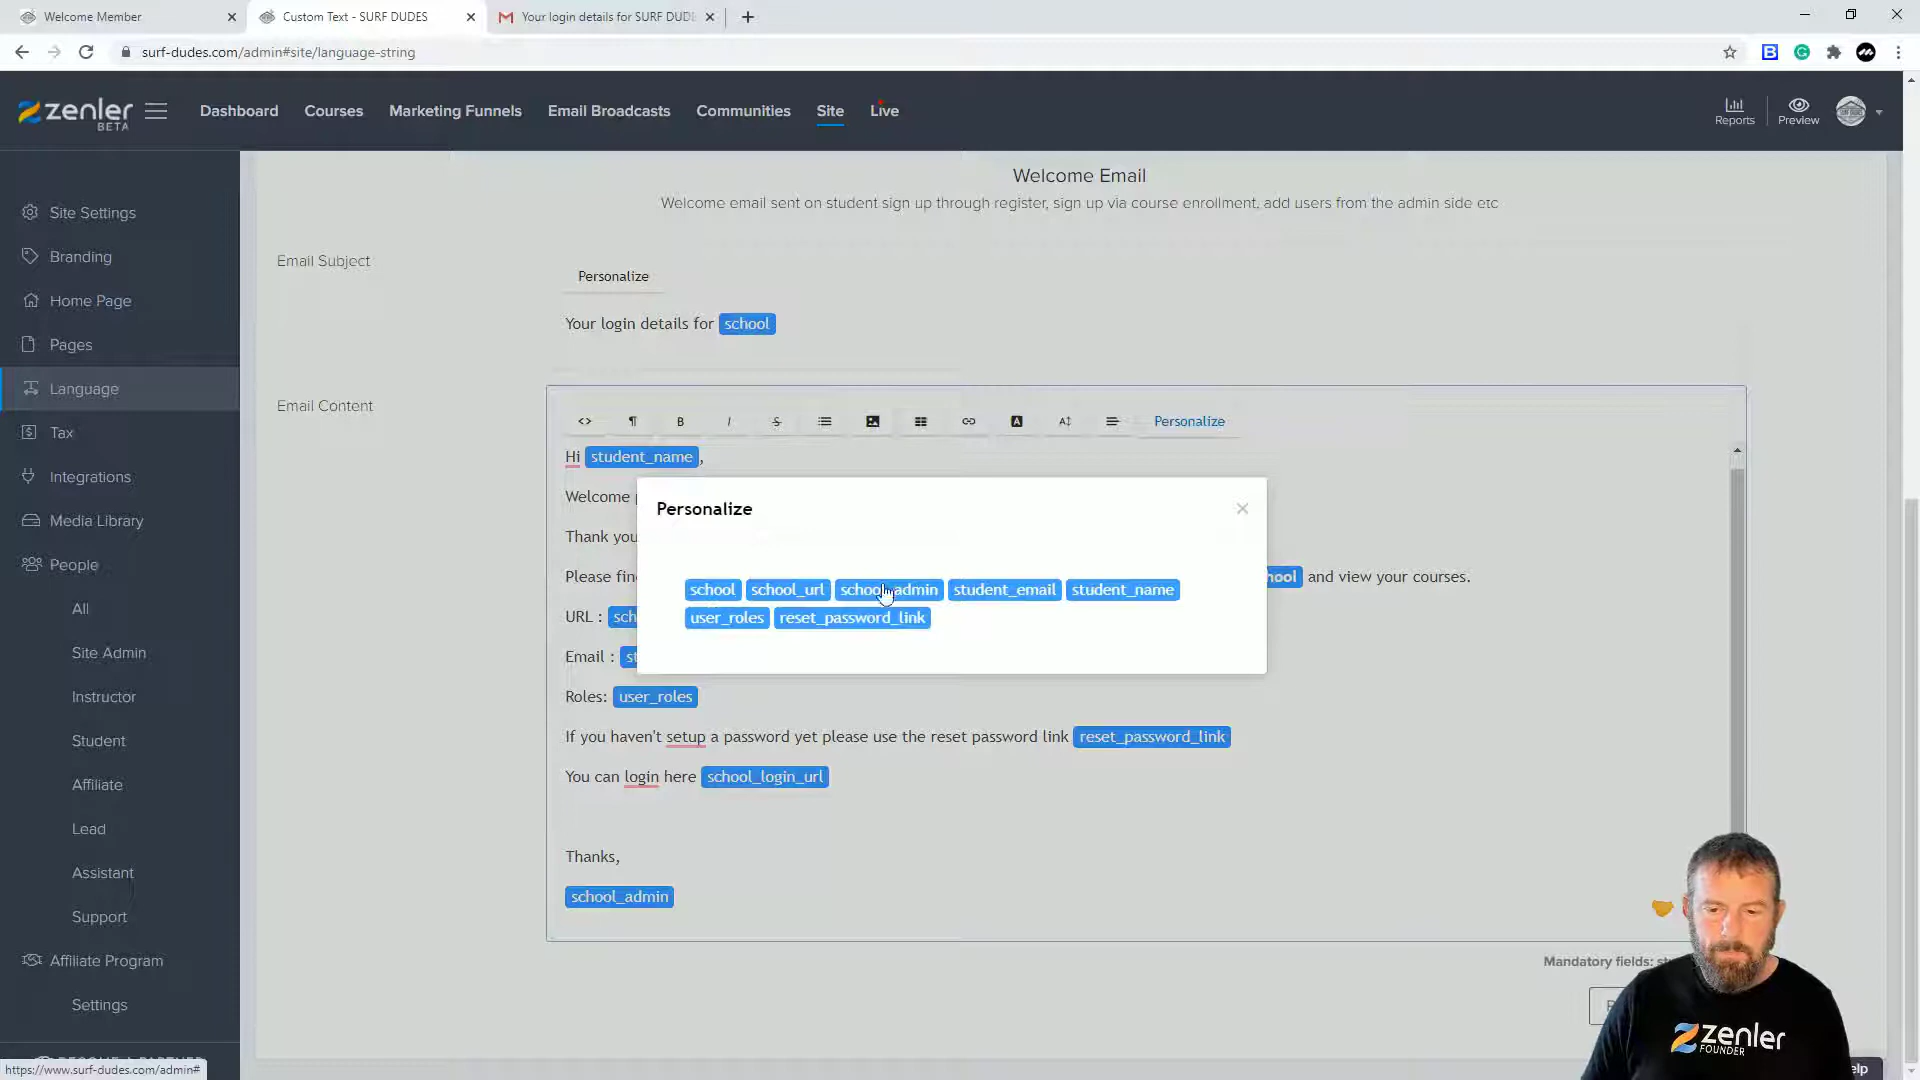 Welcome Member
Custom Text - SURF DUDES
Your login details for SURF DUD
surf-dudes.com/admin#site/language-string
zenler
BETA
Dashboard
Courses
Marketing Funnels
Email Broadcasts
Communities
Site
Live
Reports
Preview
Site Settings
Branding
Home Page
Pages
Language
Tax
Integrations
Media Library
People
All
Site Admin
Instructor
Student
Affiliate
Lead
Assistant
Support
Affiliate Program
Settings
https://www.surf-dudes.com/admin#
Welcome Email
Welcome email sent on student sign up through register, sign up via course enrollment, add users from the admin side etc
Email Subject
Personalize
Your login details for school
Email Content
Personalize
Hi student_name,
Welcome
Thank you
Please fin
and view your courses.
URL :
Email :
Personalize
school school_url school_admin student_email student_name
user_roles reset_password_link
Roles: user_roles
If you haven't setup a password yet please use the reset password link reset_password_link
You can login here school_login_url
Thanks,
school_admin
Mandatory fields:
zenler
FOUNDER